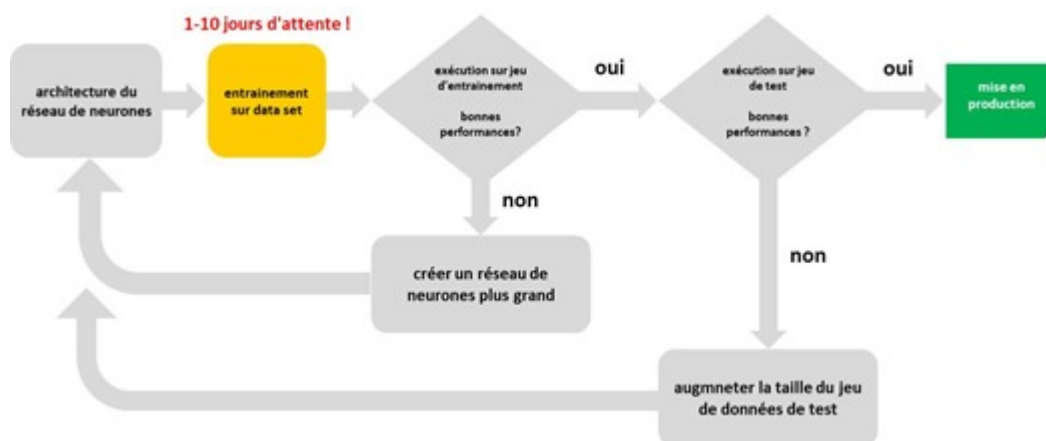 1-10 jours d'attente !
architecture du
réseau de neurones
entrainement
sur data set
exécution sur jeu
d'entrainement
bonnes
performances?
oui
exécution sur jeu
de test
bonnes
performances ?
oui
mise en
production
non
créer un réseau de
neurones plus grand
non
augmneter la taille du jeu
de données de test